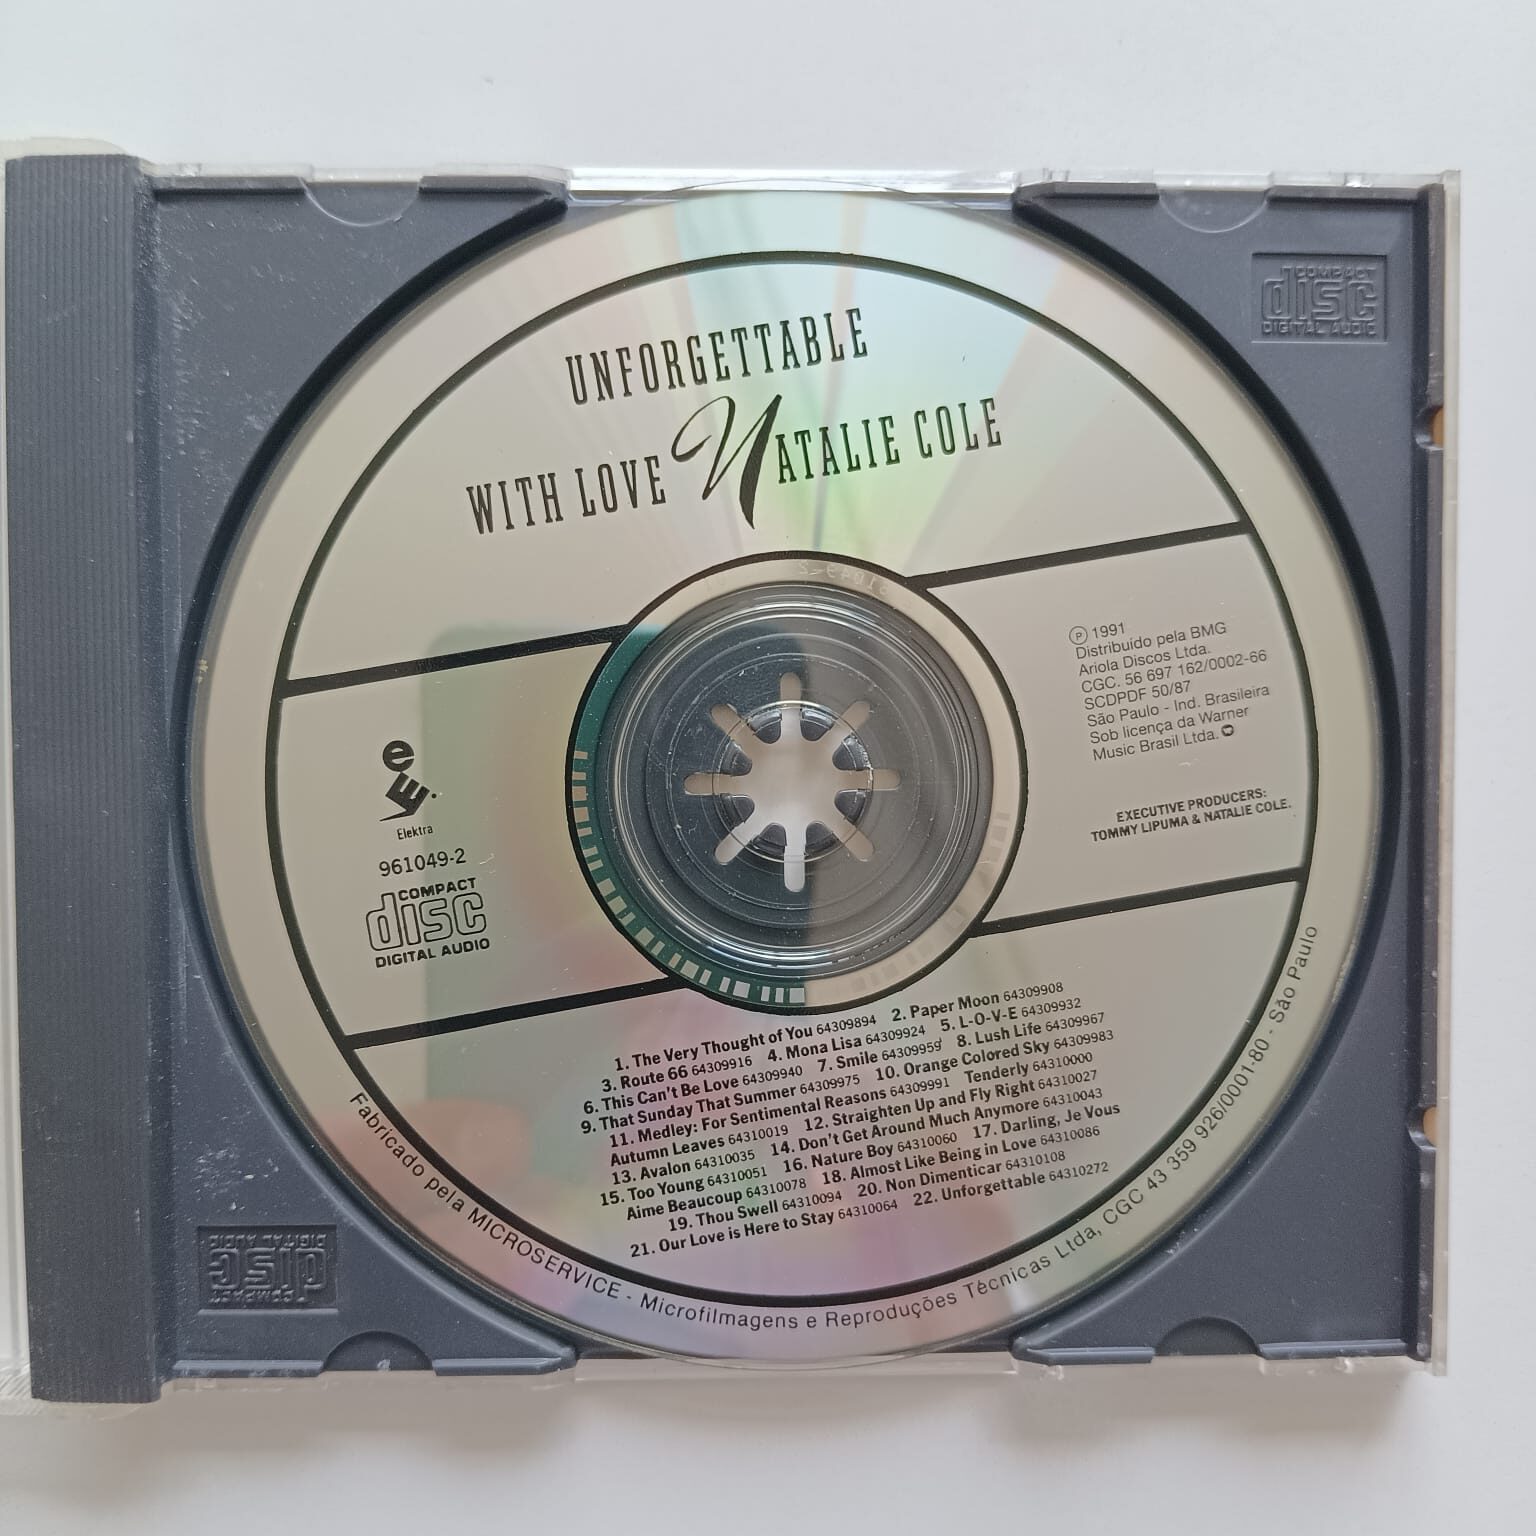 UNFORGETTABLE
WITH LOVE NATALIE COLE
℗ 1991
Distribuído pela BMG
Ariola Discos Ltda.
CGC. 56 697 162/0002-66
SCDPDF 50/87
São Paulo - Ind. Brasileira
Sob licença da Warner
Music Brasil Ltda.
EXECUTIVE PRODUCERS:
TOMMY LIPUMA & NATALIE COLE.
Elektra
961049-2
COMPACT
disc
DIGITAL AUDIO
1. The Very Thought of You 64309894 2. Paper Moon 64309908
3. Route 66 64309916 4. Mona Lisa 64309924 5. L-O-V-E 64309932
6. This Can't Be Love 64309940 7. Smile 64309959 8. Lush Life 64309967
9. That Sunday That Summer 64309975 10. Orange Colored Sky 64309983
11. Medley: For Sentimental Reasons 64309991 Tenderly 64310000
Autumn Leaves 64310019 12. Straighten Up and Fly Right 64310027
13. Avalon 64310035 14. Don't Get Around Much Anymore 64310043
15. Too Young 64310051 16. Nature Boy 64310060 17. Darling, Je Vous
Aime Beaucoup 64310078 18. Almost Like Being in Love 64310086
19. Thou Swell 64310094 20. Non Dimenticar 64310108
21. Our Love is Here to Stay 64310064 22. Unforgettable 64310272
Fabricado pela MICROSERVICE - Microfilmagens e Reproduções Técnicas Ltda, CGC 43 359 926/0001-80 - São Paulo
COMPACT
disc
DIGITAL AUDIO
COMPACT
disc
DIGITAL AUDIO